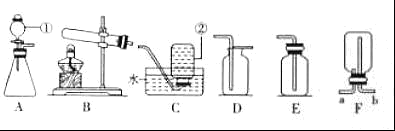 ① ②
水
a b
A B C D E F